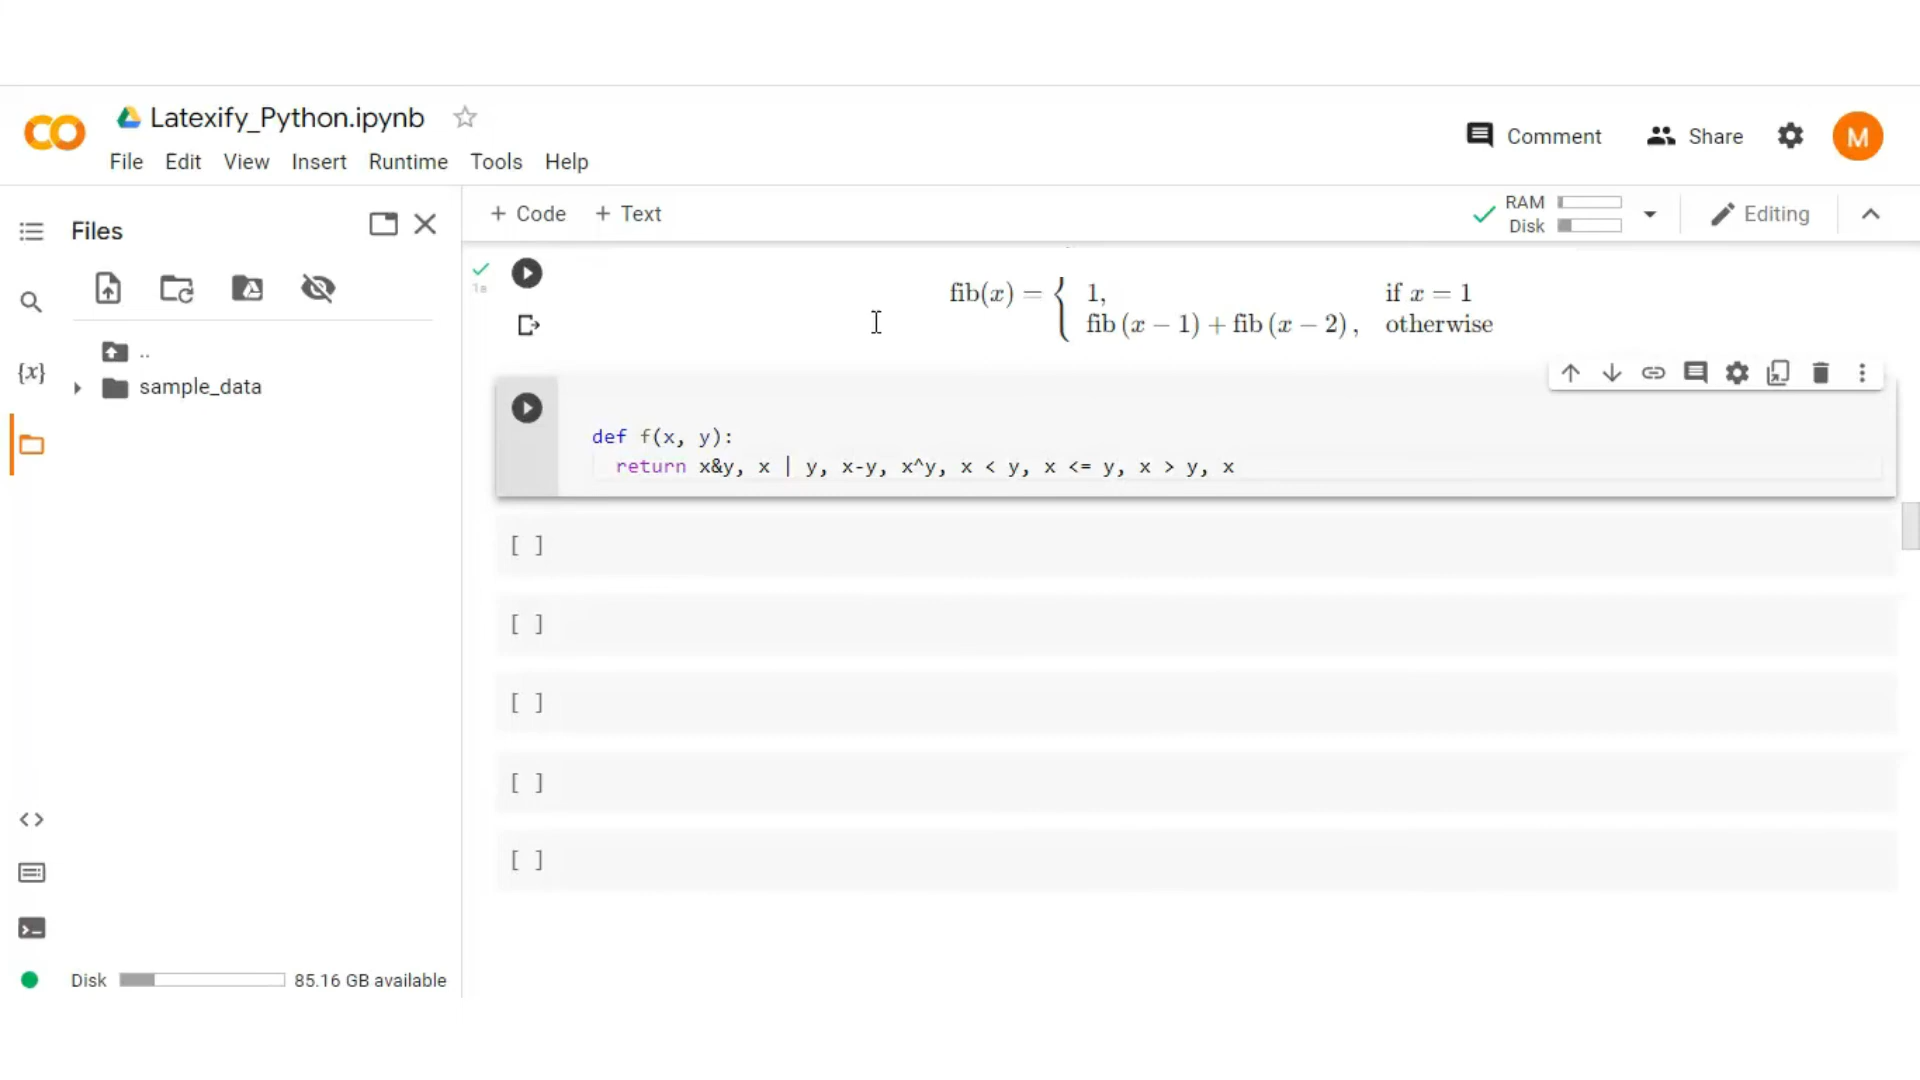 Latexify_Python.ipynb
File Edit View Insert Runtime Tools Help
Comment
Share
M
Files
+ Code + Text
RAM
Disk
Editing
1s
fib(x) = { 1, if x = 1
fib (x − 1) + fib (x − 2) , otherwise
..
sample_data
{x}
def f(x, y):
return x&y, x | y, x-y, x^y, x < y, x <= y, x > y, x
[ ]
[ ]
[ ]
[ ]
[ ]
Disk 85.16 GB available